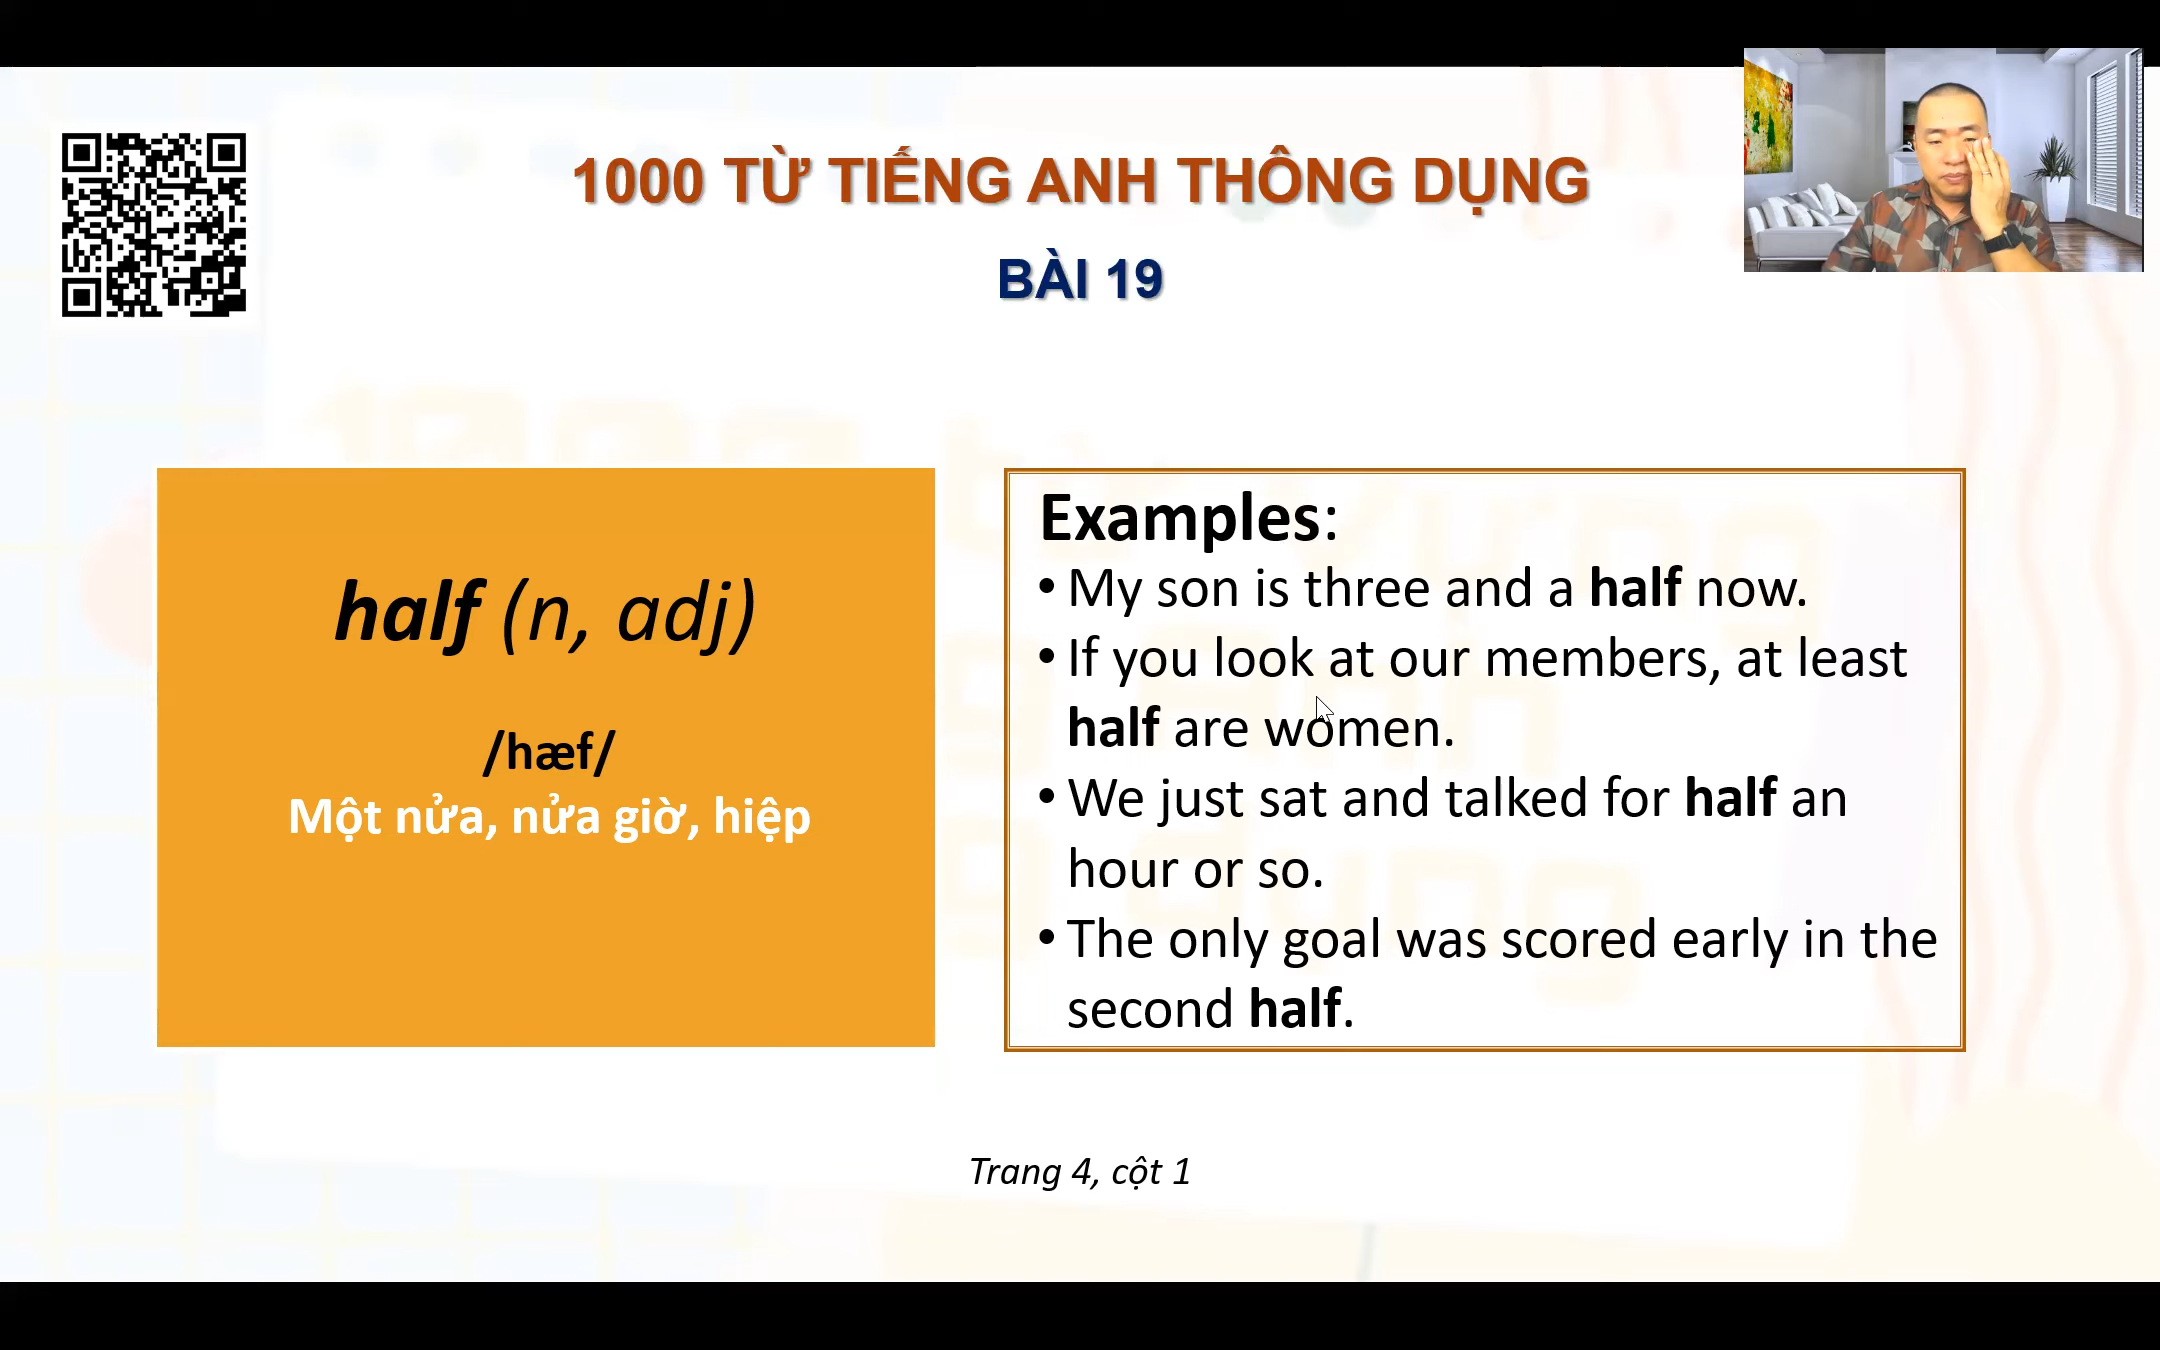 1000 TỪ TIẾNG ANH THÔNG DỤNG
BÀI 19
half (n, adj)
/hæf/
Một nửa, nửa giờ, hiệp
Examples:
• My son is three and a half now.
• If you look at our members, at least
half are women.
• We just sat and talked for half an
hour or so.
• The only goal was scored early in the
second half.
Trang 4, cột 1